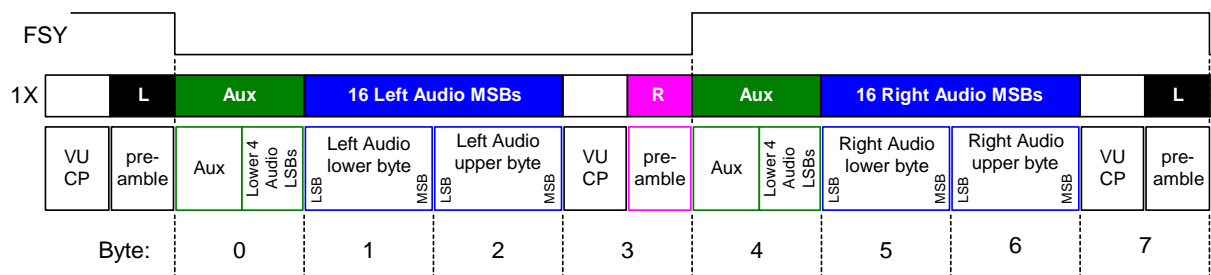 FSY
1X L Aux 16 Left Audio MSBs R Aux 16 Right Audio MSBs L
VU CP pre-amble Aux Lower 4 Audio LSBs LSB Left Audio lower byte MSB LSB Left Audio upper byte MSB VU CP pre-amble Aux Lower 4 Audio LSBs LSB Right Audio lower byte MSB LSB Right Audio upper byte MSB VU CP pre-amble
Byte: 0 1 2 3 4 5 6 7